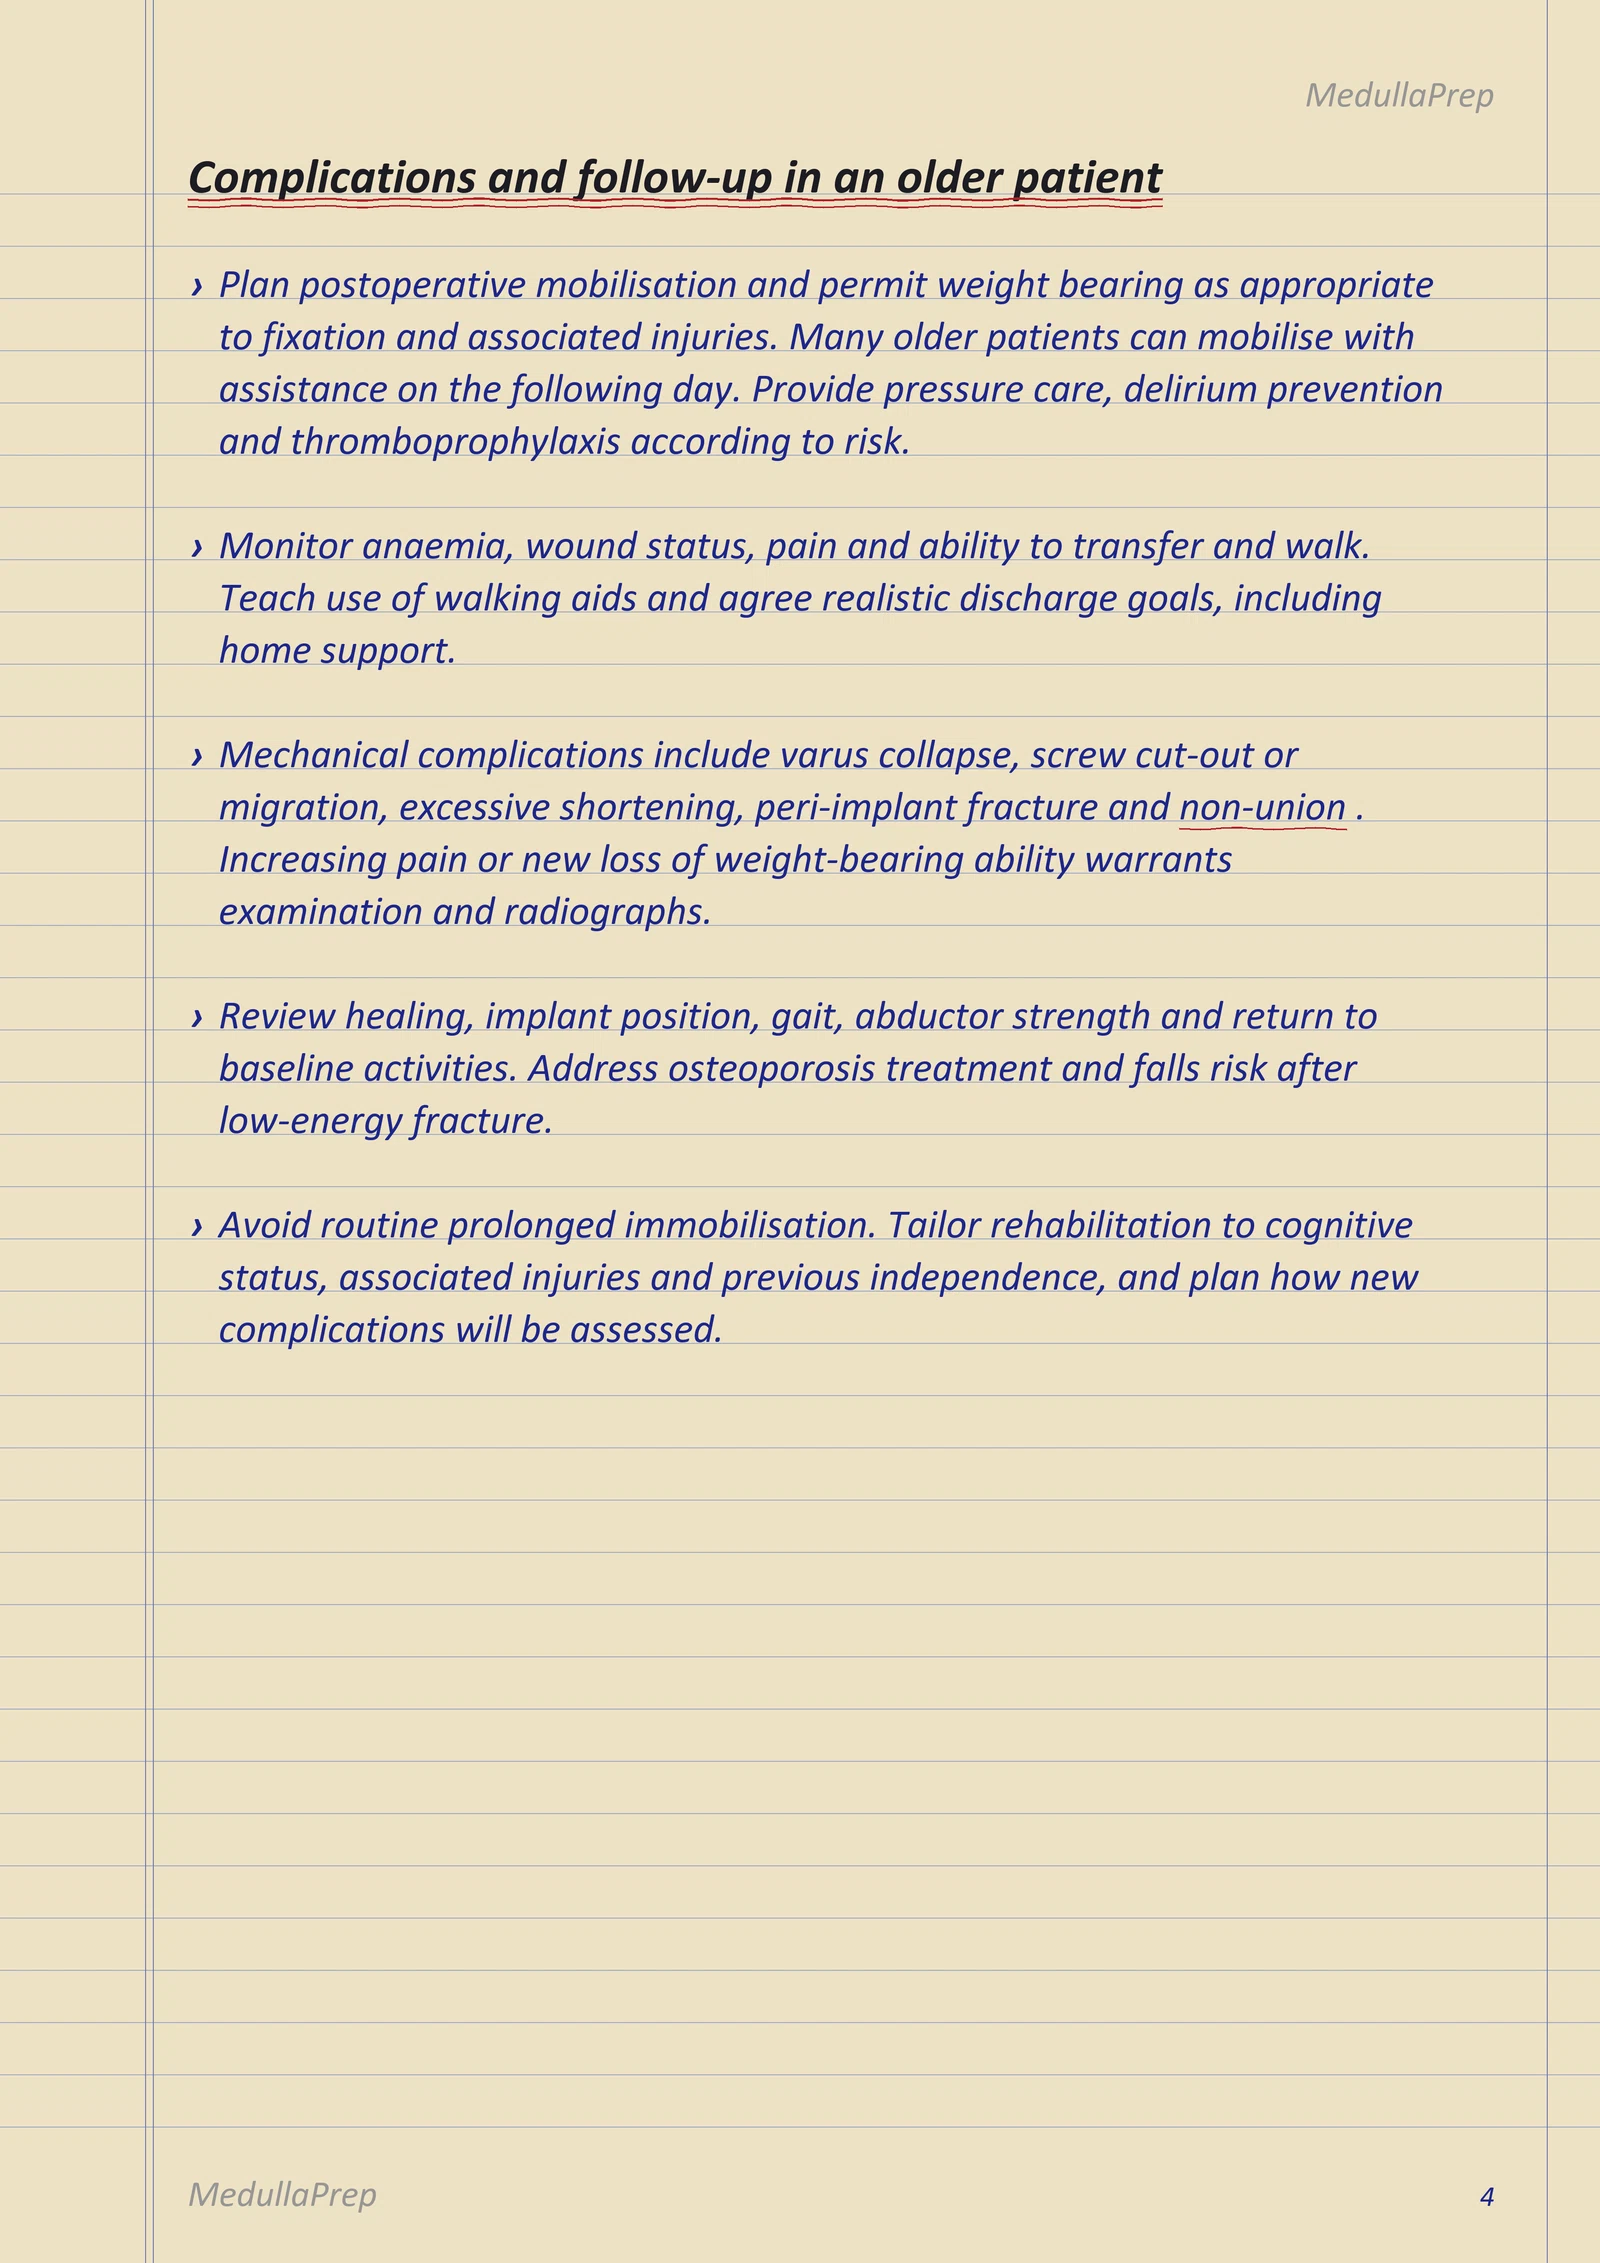 MedullaPrep
Complications and follow-up in an older patient
› Plan postoperative mobilisation and permit weight bearing as appropriate
to fixation and associated injuries. Many older patients can mobilise with
assistance on the following day. Provide pressure care, delirium prevention
and thromboprophylaxis according to risk.
› Monitor anaemia, wound status, pain and ability to transfer and walk.
Teach use of walking aids and agree realistic discharge goals, including
home support.
› Mechanical complications include varus collapse, screw cut-out or
migration, excessive shortening, peri-implant fracture and non-union .
Increasing pain or new loss of weight-bearing ability warrants
examination and radiographs.
› Review healing, implant position, gait, abductor strength and return to
baseline activities. Address osteoporosis treatment and falls risk after
low-energy fracture.
› Avoid routine prolonged immobilisation. Tailor rehabilitation to cognitive
status, associated injuries and previous independence, and plan how new
complications will be assessed.
MedullaPrep
4